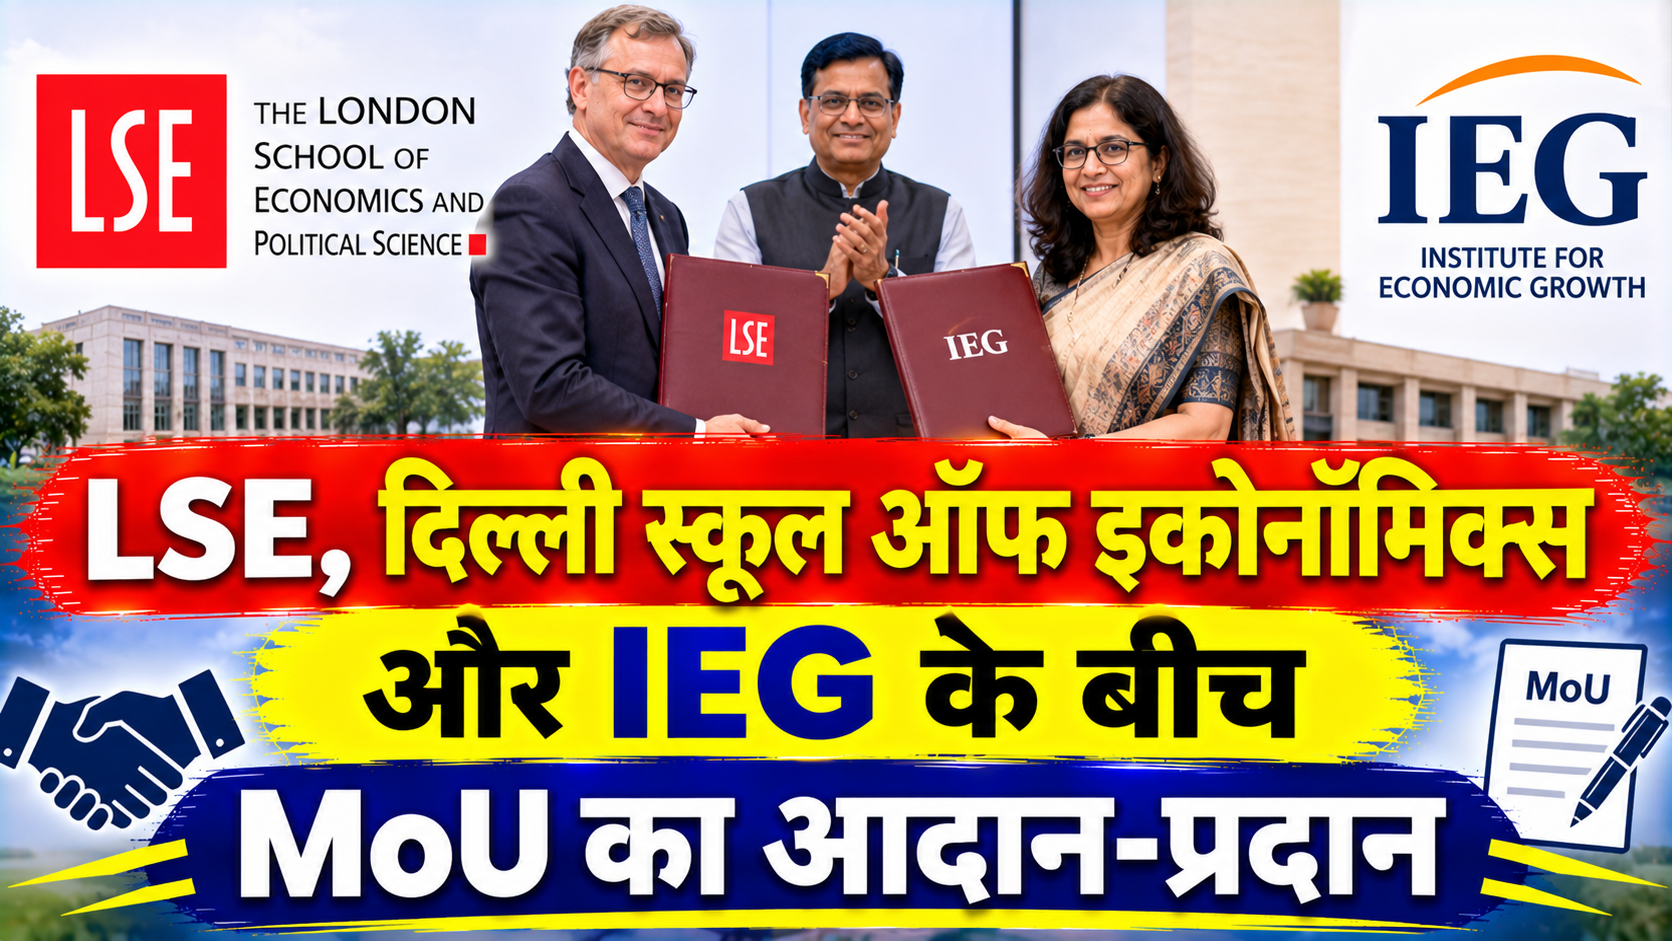 LSE
THE LONDON
SCHOOL OF
ECONOMICS AND
POLITICAL SCIENCE
IEG
INSTITUTE FOR
ECONOMIC GROWTH
LSE
IEG
LSE, दिल्ली स्कूल ऑफ इकोनॉमिक्स
और IEG के बीच
MoU
MoU का आदान-प्रदान